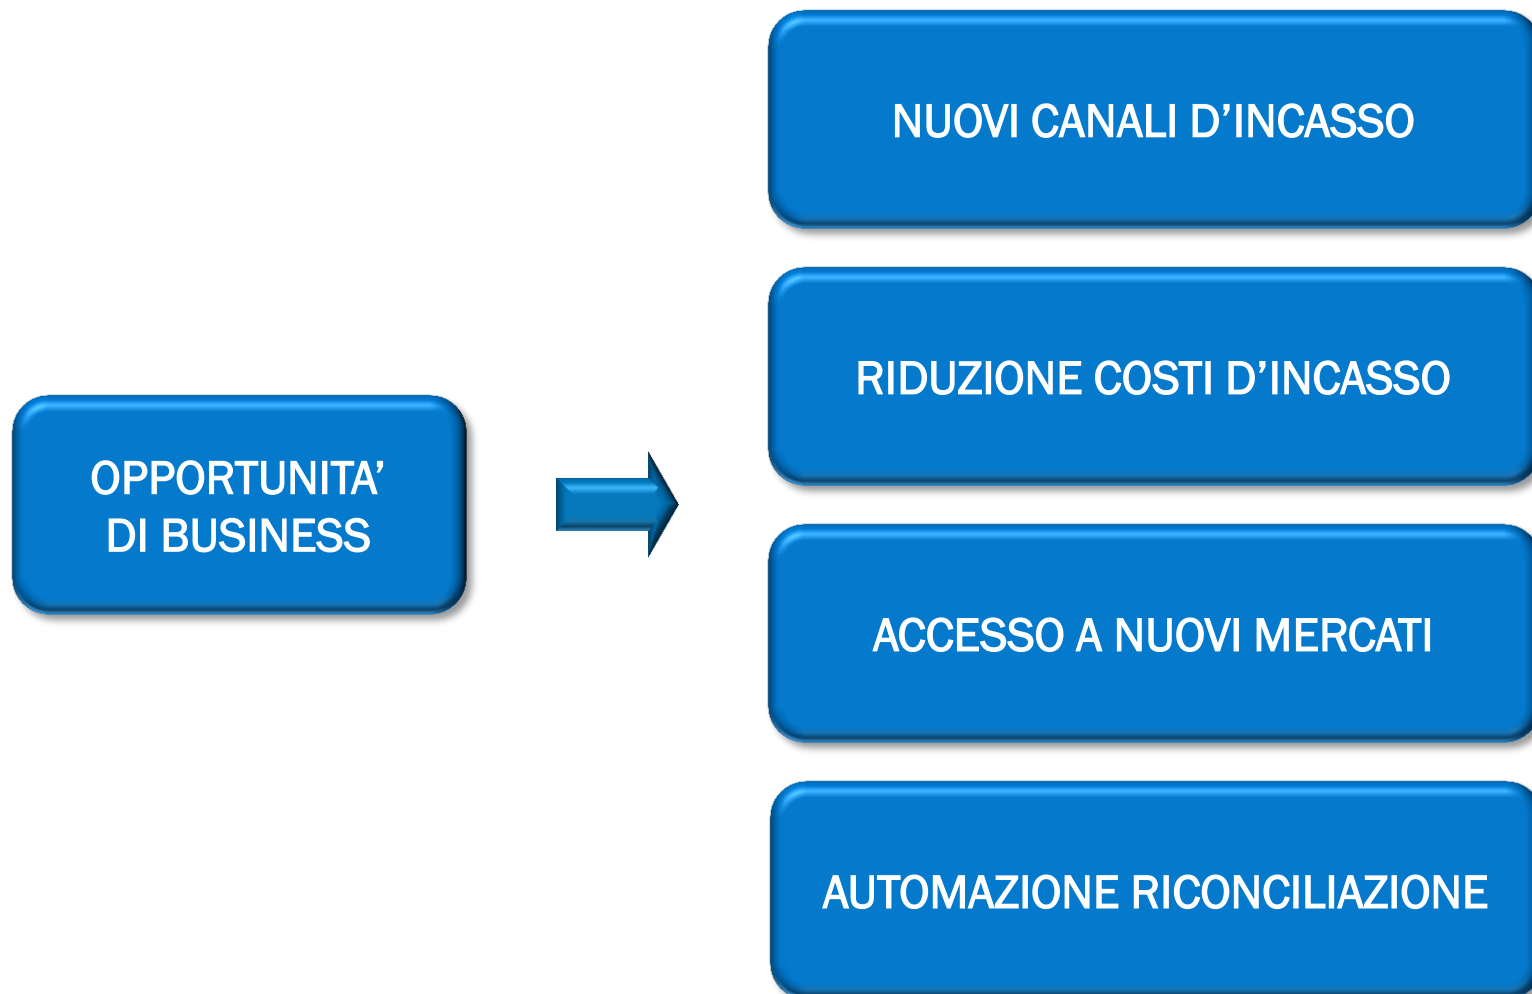 OPPORTUNITA’
DI BUSINESS
NUOVI CANALI D’INCASSO
RIDUZIONE COSTI D’INCASSO
ACCESSO A NUOVI MERCATI
AUTOMAZIONE RICONCILIAZIONE